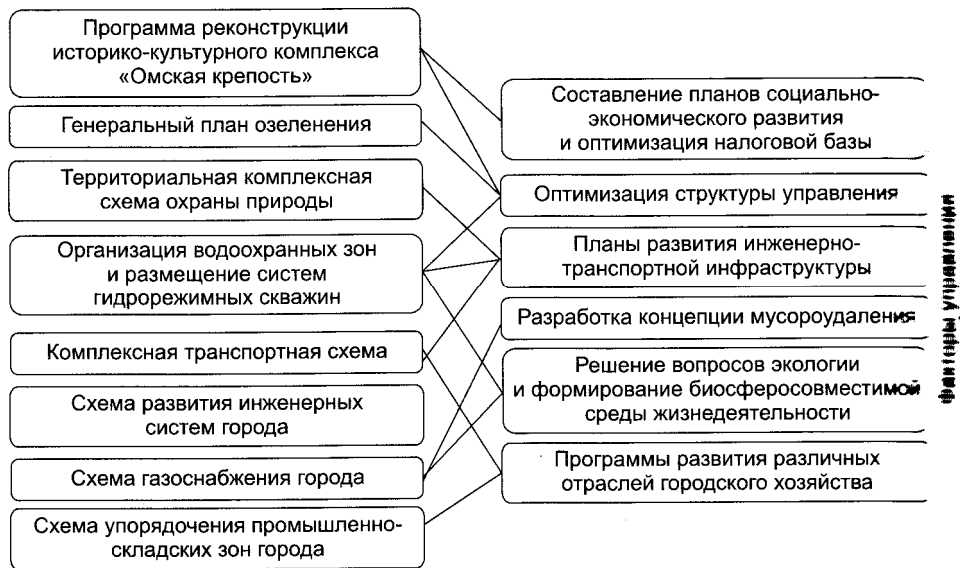 Программа реконструкции
историко-культурного комплекса
«Омская крепость»
Генеральный план озеленения
Территориальная комплексная
схема охраны природы
Организация водоохранных зон
и размещение систем
гидрорежимных скважин
Комплексная транспортная схема
Схема развития инженерных
систем города
Схема газоснабжения города
Схема упорядочения промышленно-
складских зон города
Составление планов социально-
экономического развития
и оптимизация налоговой базы
Оптимизация структуры управления
Планы развития инженерно-
транспортной инфраструктуры
Разработка концепции мусороудаления
Решение вопросов экологии
и формирование биосферосовместимой
среды жизнедеятельности
Программы развития различных
отраслей городского хозяйства
факторы управления